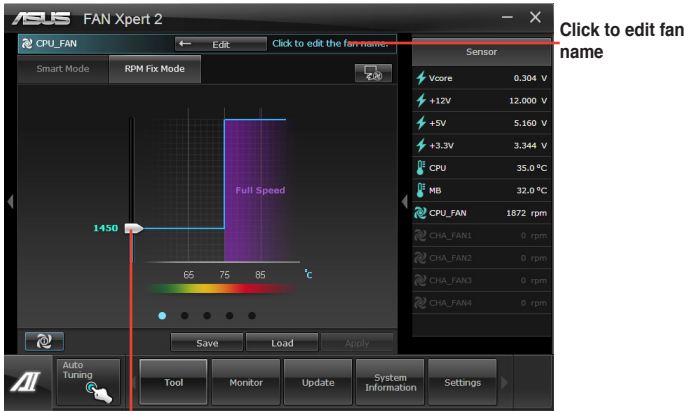 ASUS FAN Xpert 2
CPU_FAN ← Edit Click to edit the fan name.
Click to edit fan
name
Smart Mode RPM Fix Mode
Sensor
Vcore 0.304 V
+12V 12.000 V
+5V 5.160 V
+3.3V 3.344 V
CPU 35.0 ºC
MB 32.0 ºC
CPU_FAN 1872 rpm
CHA_FAN1 0 rpm
CHA_FAN2 0 rpm
CHA_FAN3 0 rpm
CHA_FAN4 0 rpm
Full Speed
1450
65 75 85 °C
Save Load Apply
Auto
Tuning
Tool Monitor Update System
Information Settings